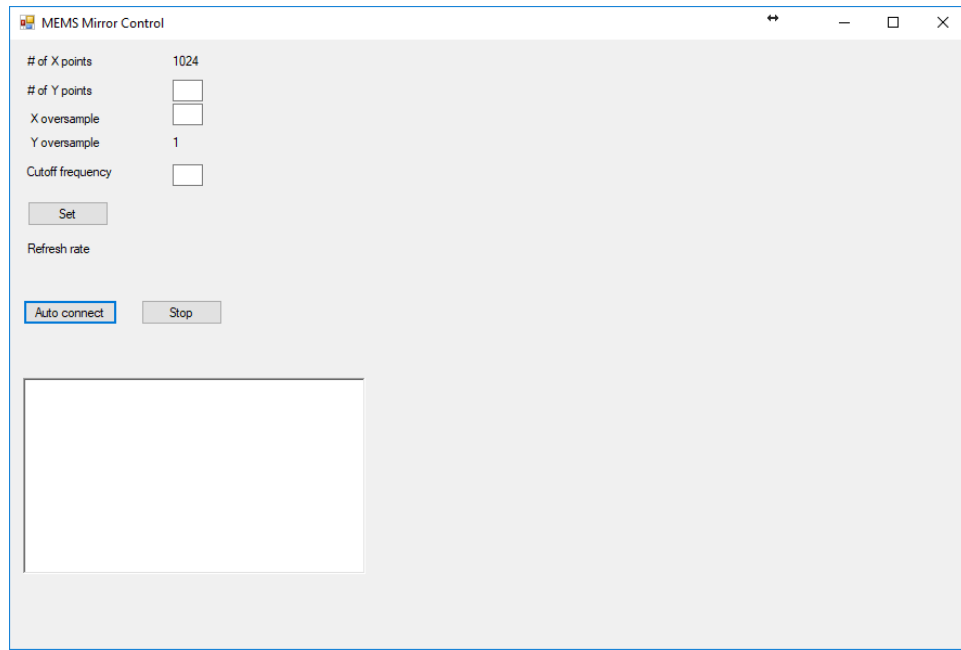 MEMS Mirror Control
# of X points 1024
# of Y points
X oversample
Y oversample 1
Cutoff frequency
Set
Refresh rate
Auto connect Stop